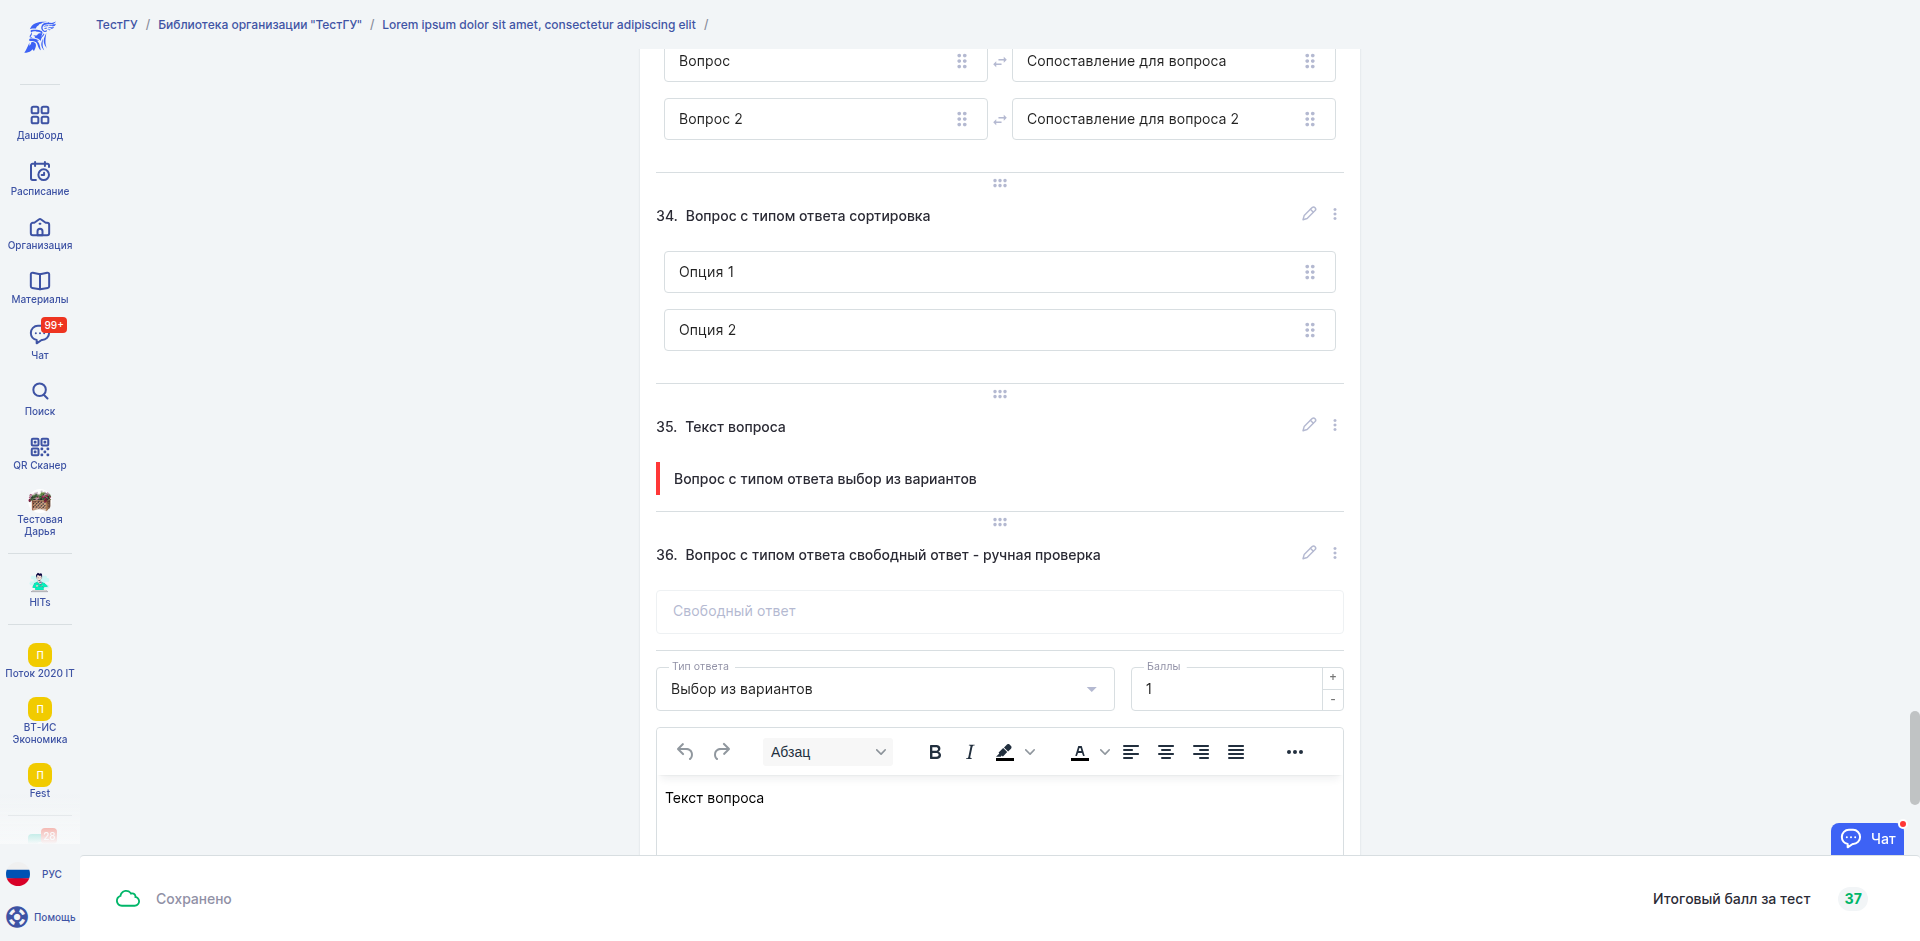 ТестГУ / Библиотека организации "ТестГУ" / Lorem ipsum dolor sit amet, consectetur adipiscing elit /
Дашборд
Расписание
Организация
Материалы
99+
Чат
Поиск
QR Сканер
Тестовая
Дарья
HITs
П
Поток 2020 IT
П
ВТ-ИС
Экономика
П
Fest
28
РУС
Помощь
Вопрос
Сопоставление для вопроса
Вопрос 2
Сопоставление для вопроса 2
34. Вопрос с типом ответа сортировка
Опция 1
Опция 2
35. Текст вопроса
Вопрос с типом ответа выбор из вариантов
36. Вопрос с типом ответа свободный ответ - ручная проверка
Свободный ответ
Тип ответа
Выбор из вариантов
Баллы
1
+
-
Абзац
B I A
Текст вопроса
Чат
Сохранено
Итоговый балл за тест 37